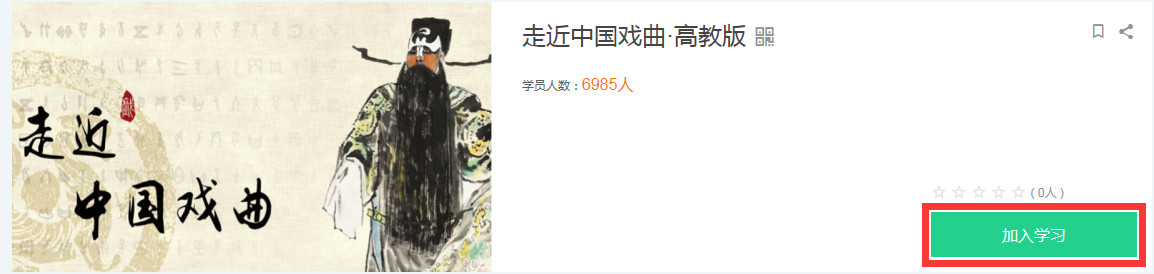 走近
中国戏曲
走近中国戏曲·高教版
学员人数：6985人
( 0人 )
加入学习